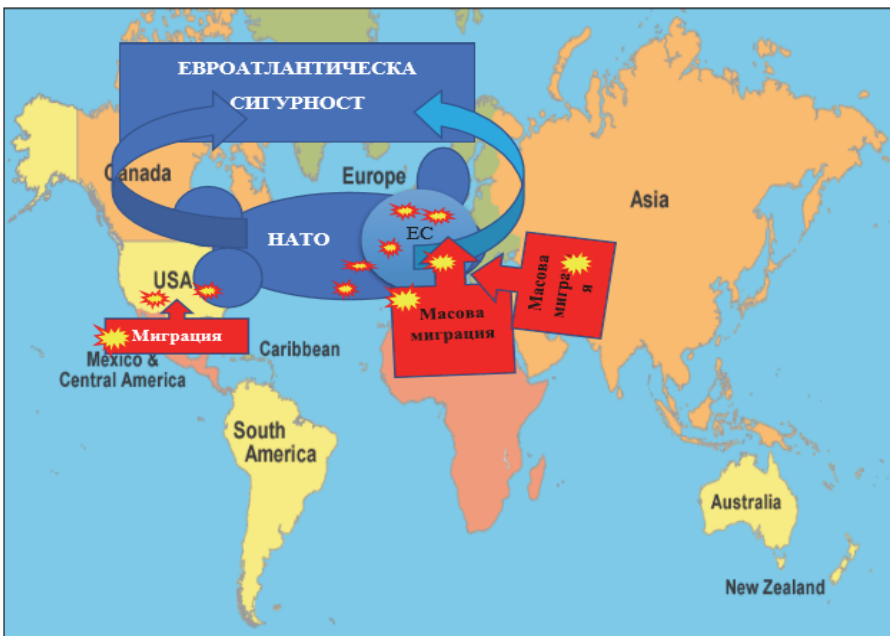 ЕВРОАТЛАНТИЧЕСКА
СИГУРНОСТ
Canada
Europe
Asia
НАТО
ЕС
USA
Масова
мигра
я
Масова
миграция
Миграция
Mexico &
Central America
Caribbean
South
America
Australia
New Zealand